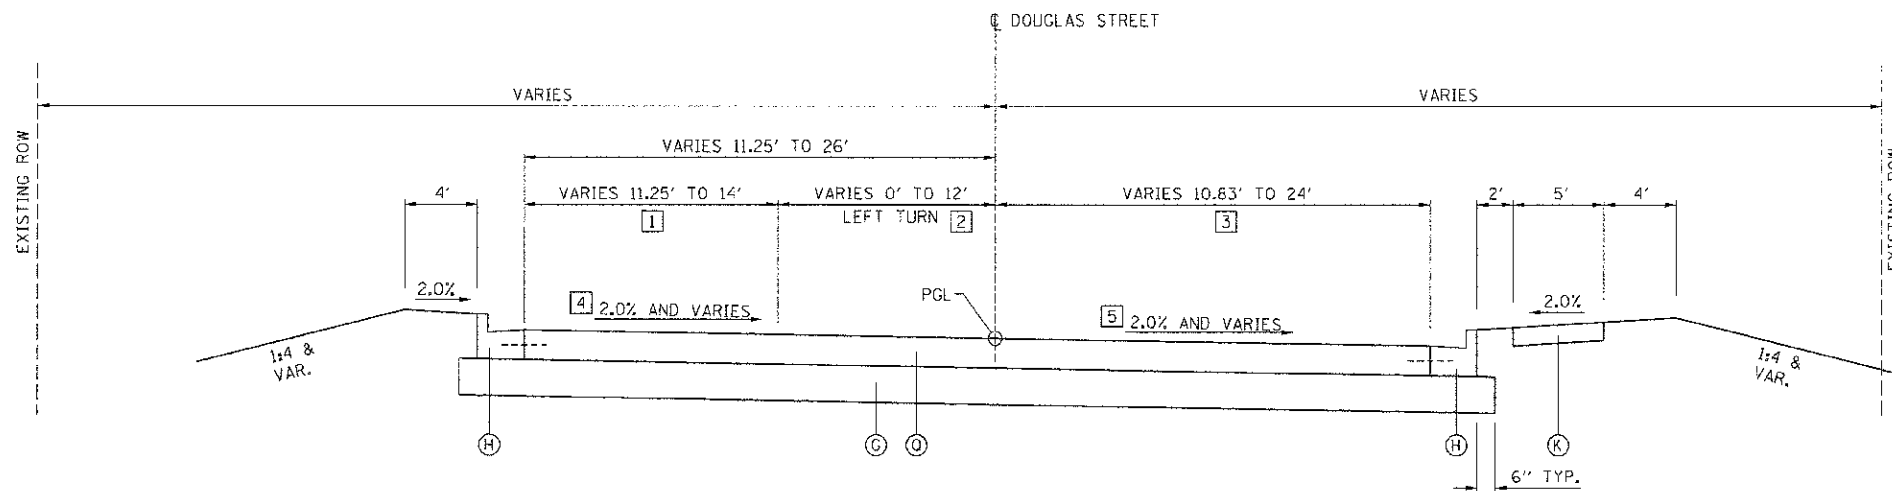 ℄ DOUGLAS STREET
VARIES
VARIES
EXISTING ROW
EXISTING ROW
VARIES 11.25' TO 26'
4'
VARIES 11.25' TO 14'
1
VARIES 0' TO 12'
LEFT TURN 2
VARIES 10.83' TO 24'
3
2'
5'
4'
2.0%
4 2.0% AND VARIES
PGL
5 2.0% AND VARIES
2.0%
1:4 &
VAR.
1:4 &
VAR.
H
G
Q
H
K
6" TYP.